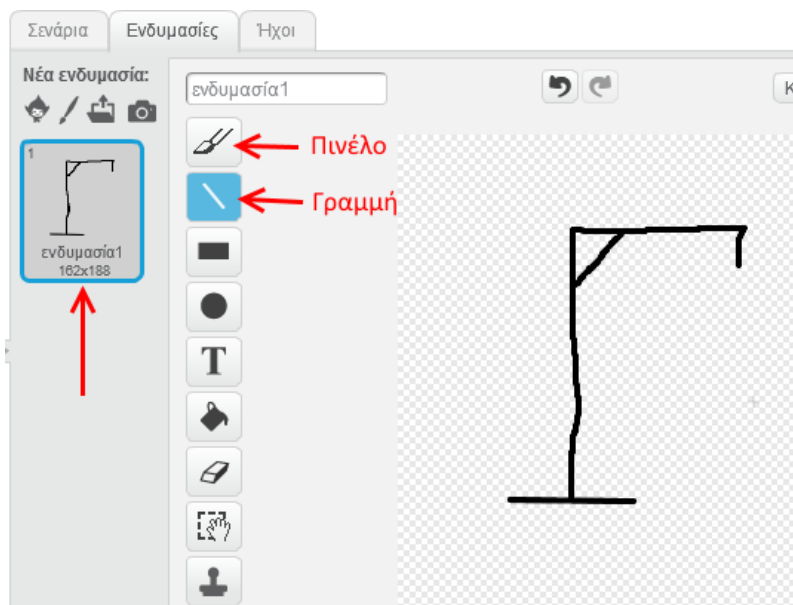 Σενάρια Ενδυμασίες Ήχοι
Νέα ενδυμασία:
ενδυμασία1
Κ
1
ενδυμασία1
162x188
Πινέλο
Γραμμή
T